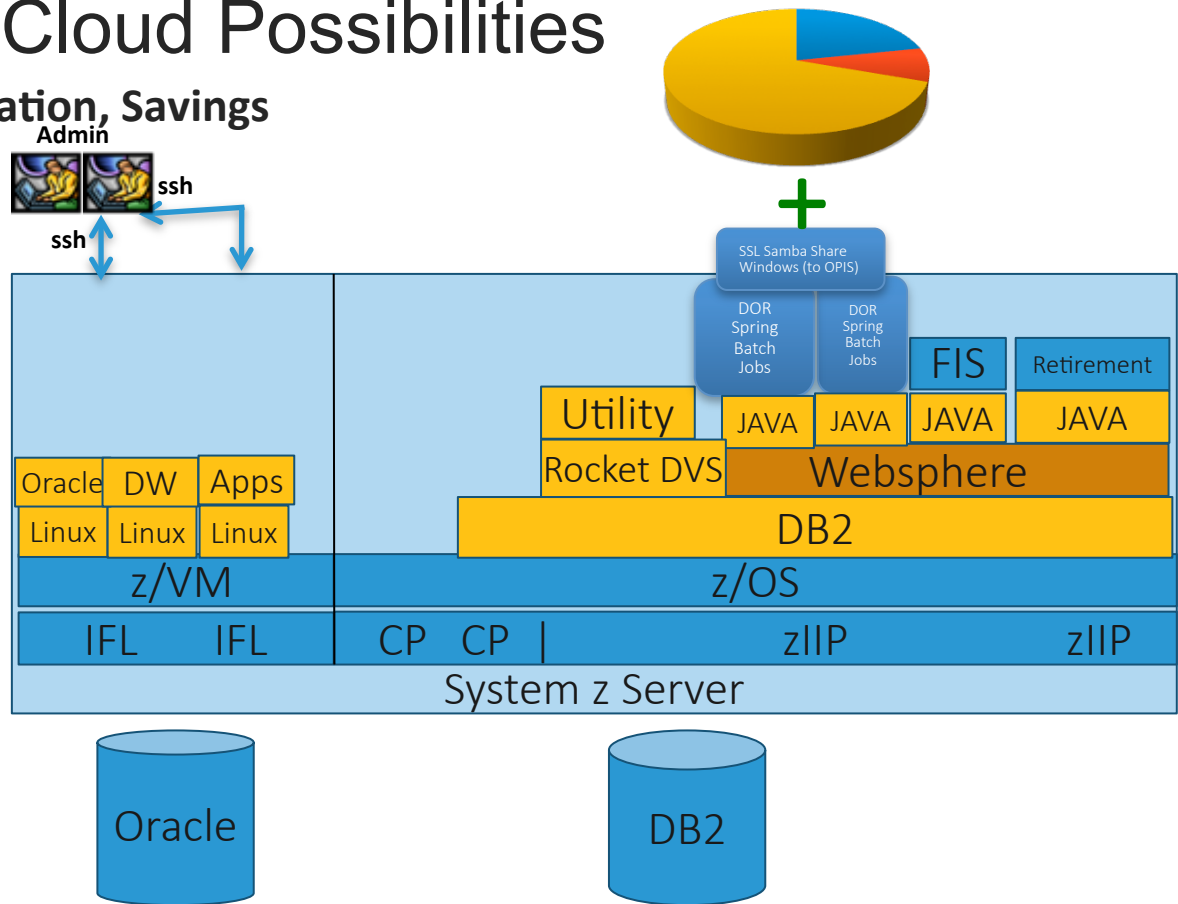 Cloud Possibilities
ation, Savings
Admin
ssh
ssh
+
SSL Samba Share
Windows (to OPIS)
DOR
Spring
Batch
Jobs
DOR
Spring
Batch
Jobs
FIS
Retirement
Utility
JAVA
JAVA
JAVA
JAVA
Rocket DVS
Websphere
Oracle
DW
Apps
Linux
Linux
Linux
DB2
z/VM
z/OS
IFL
IFL
CP
CP
|
zIIP
zIIP
System z Server
Oracle
DB2